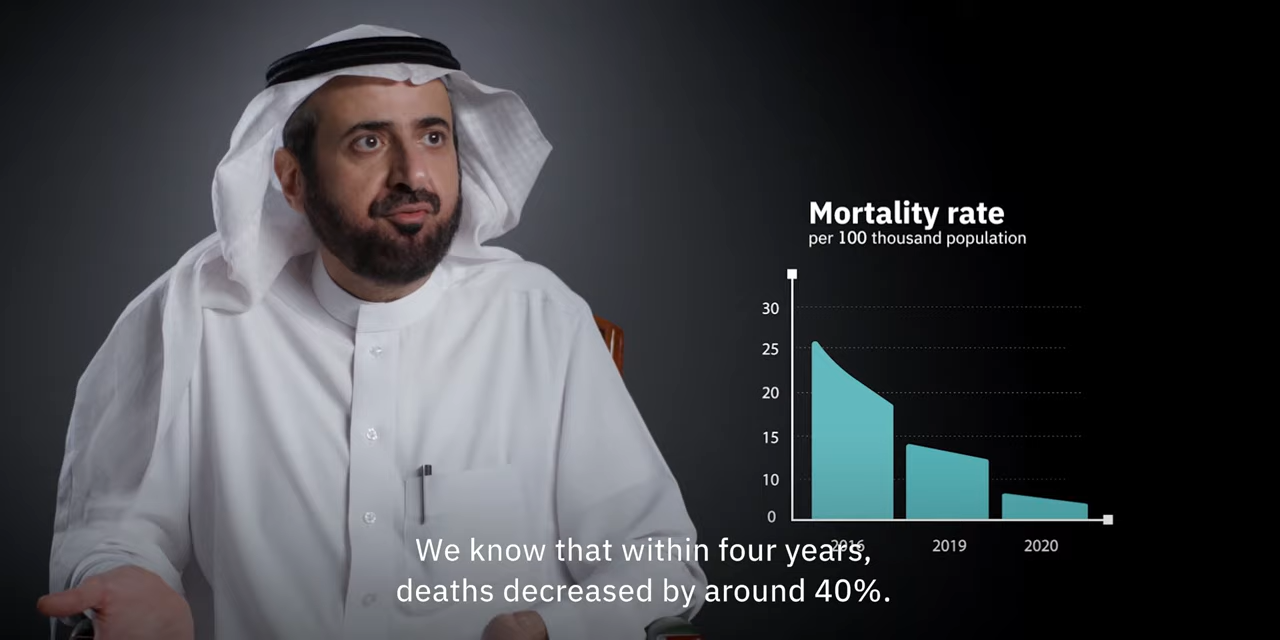 Mortality rate
per 100 thousand population
30
25
20
15
10
0
2016
2019
2020
We know that within four years,
deaths decreased by around 40%.